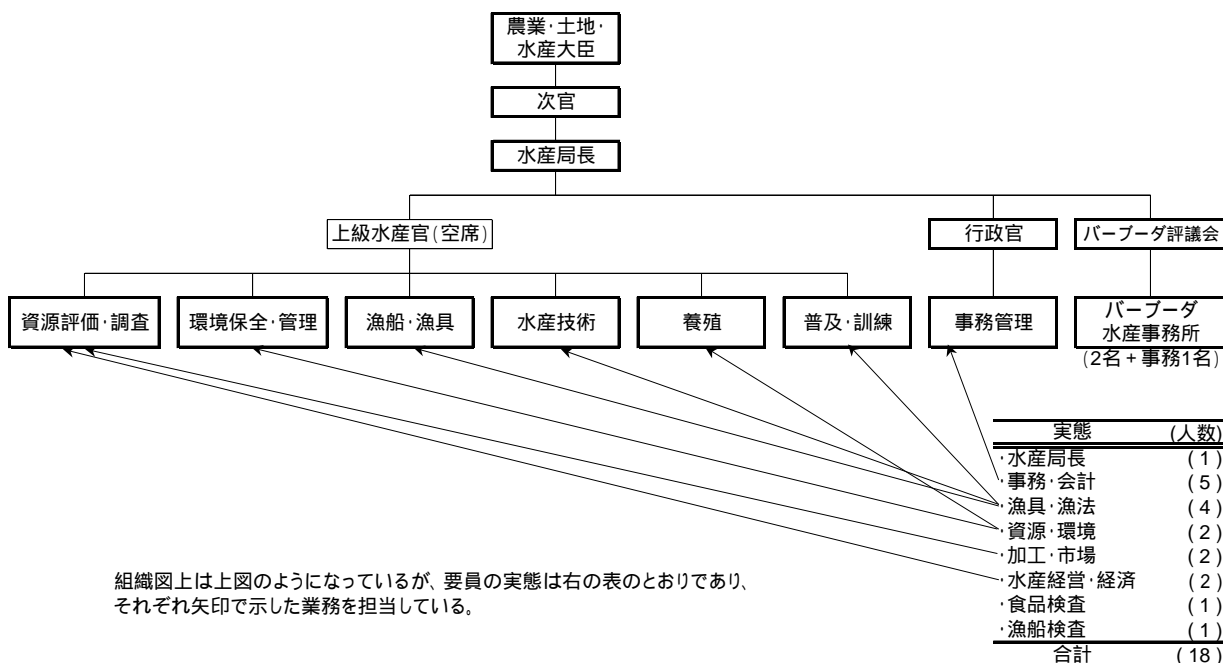 農業·土地·
水産大臣
次官
水産局長
上級水産官(空席)
行政官
バーブーダ評議会
資源評価·調査
環境保全·管理
漁船·漁具
水産技術
養殖
普及·訓練
事務管理
バーブーダ
水産事務所
(2名+事務1名)
実態 (人数)
·水産局長 (1)
·事務·会計 (5)
·漁具·漁法 (4)
·資源·環境 (2)
·加工·市場 (2)
·水産経営·経済 (2)
·食品検査 (1)
·漁船検査 (1)
合計 (18)
組織図上は上図のようになっているが、要員の実態は右の表のとおりであり、
それぞれ矢印で示した業務を担当している。